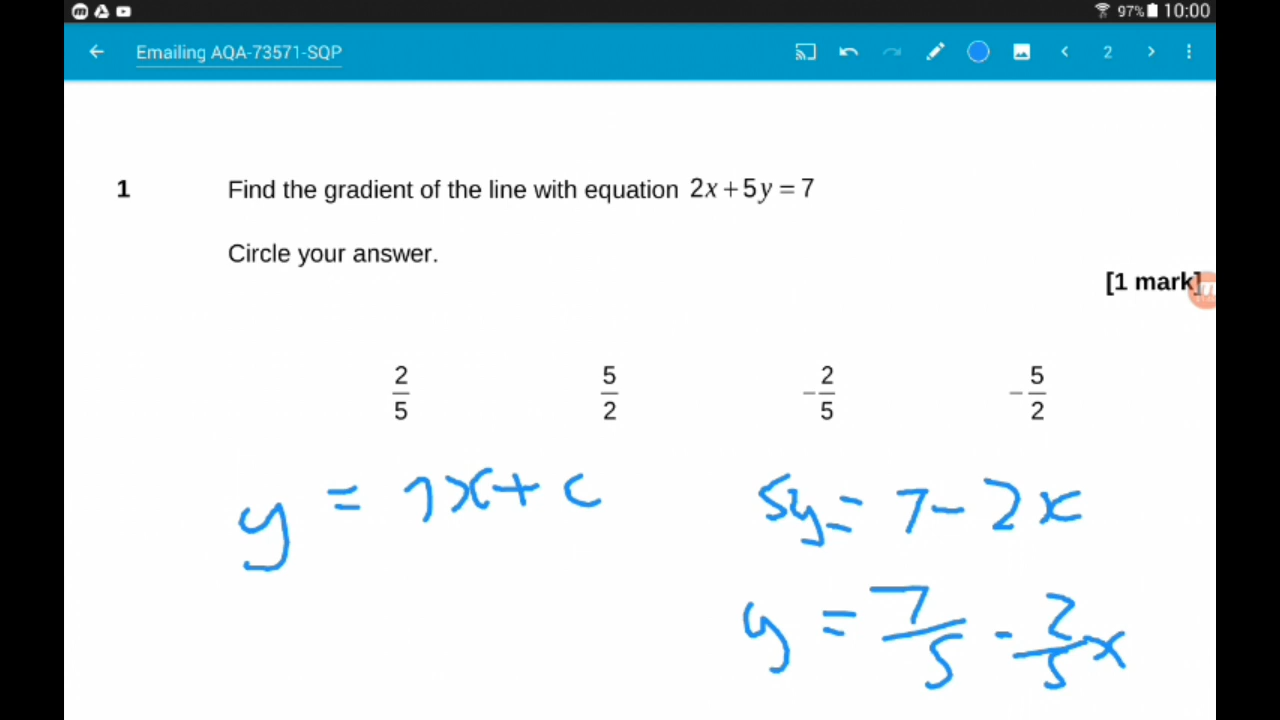 97% 10:00
Emailing AQA-73571-SQP
2
1 Find the gradient of the line with equation 2x + 5y = 7
Circle your answer.
[1 mark]
2/5 5/2 -2/5 -5/2
y = 7x + c
5y = 7 - 2x
y = 7/5 - 2/5 x